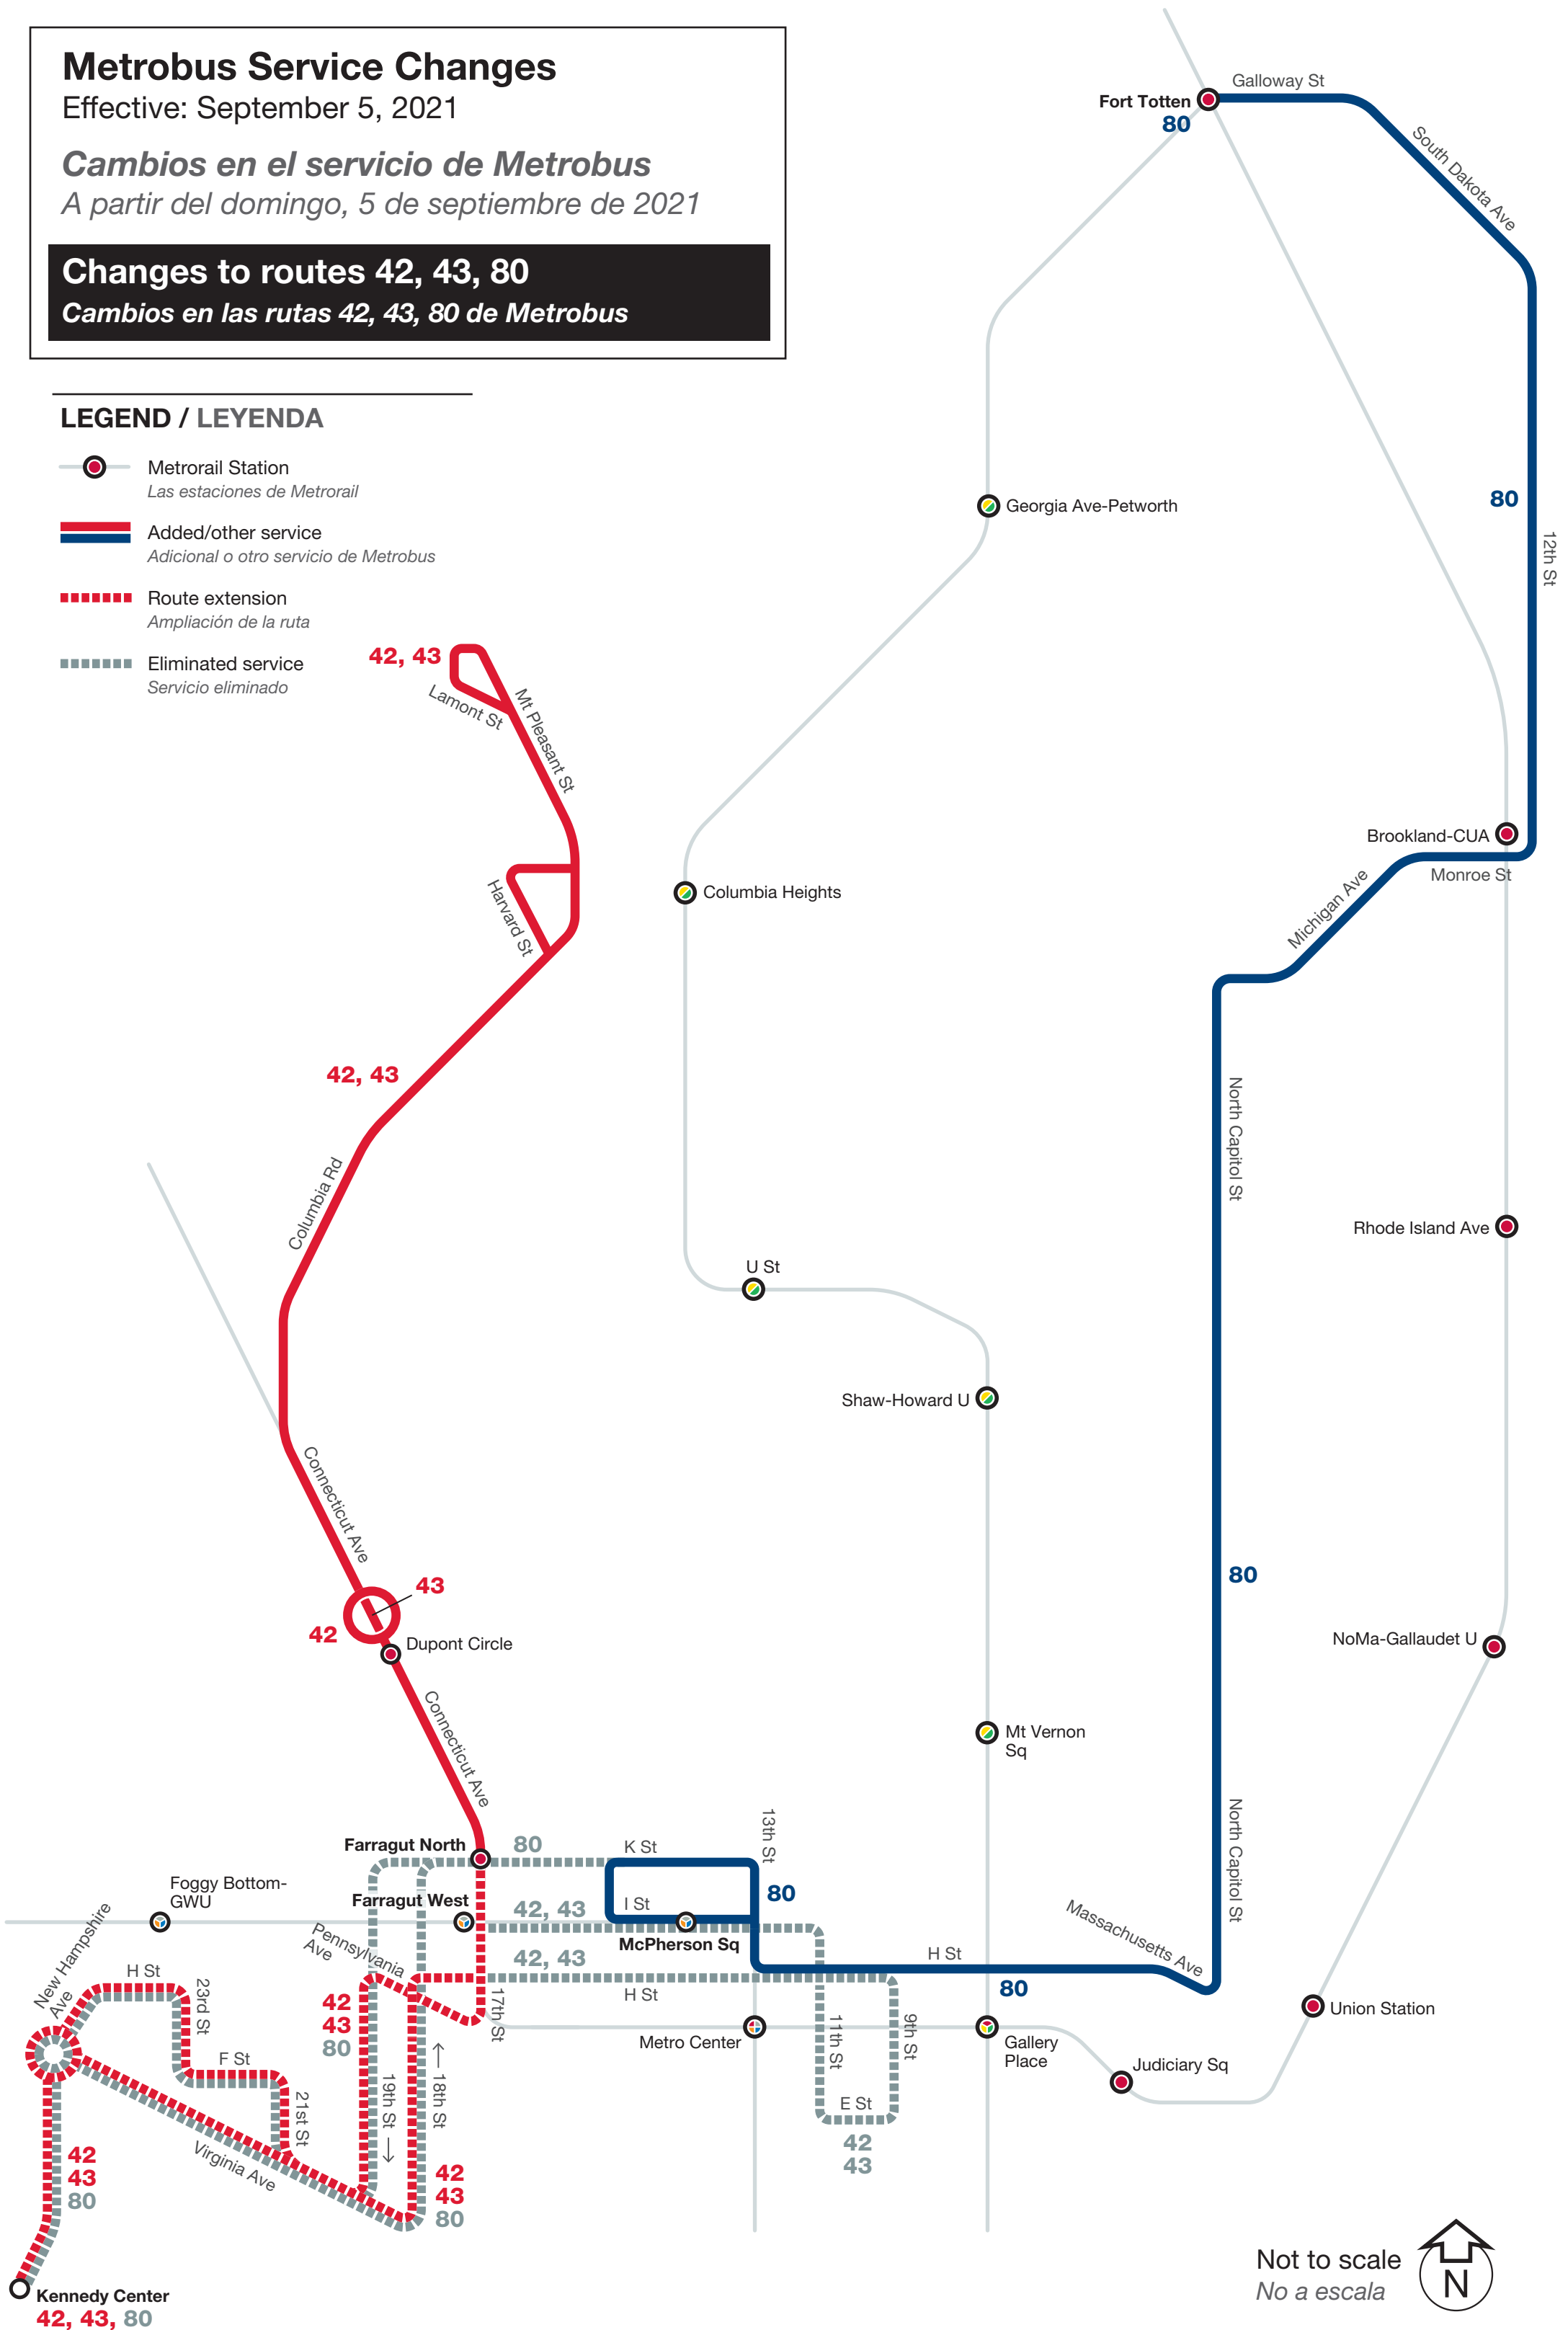 Metrobus Service Changes
Effective: September 5, 2021
Cambios en el servicio de Metrobus
A partir del domingo, 5 de septiembre de 2021
Changes to routes 42, 43, 80
Cambios en las rutas 42, 43, 80 de Metrobus
LEGEND / LEYENDA
Metrorail Station
Las estaciones de Metrorail
Added/other service
Adicional o otro servicio de Metrobus
Route extension
Ampliación de la ruta
Eliminated service
Servicio eliminado
Galloway St
Fort Totten
80
South Dakota Ave
80
12th St
Georgia Ave-Petworth
42, 43
Lamont St
Mt Pleasant St
Brookland-CUA
Monroe St
Michigan Ave
Columbia Heights
Harvard St
42, 43
North Capitol St
Columbia Rd
Rhode Island Ave
U St
Shaw-Howard U
Connecticut Ave
43
42
80
Dupont Circle
NoMa-Gallaudet U
Connecticut Ave
Mt Vernon
Sq
13th St
North Capitol St
Farragut North
80
K St
Foggy Bottom-
GWU
Farragut West
42, 43
I St
80
McPherson Sq
Massachusetts Ave
New Hampshire
Ave
Pennsylvania
Ave
42, 43
H St
H St
80
H St
23rd St
42
43
80
17th St
Metro Center
11th St
9th St
Gallery
Place
Union Station
Judiciary Sq
F St
21st St
19th St
18th St
E St
42
43
Virginia Ave
42
43
80
42
43
80
Kennedy Center
42, 43, 80
Not to scale
No a escala
N